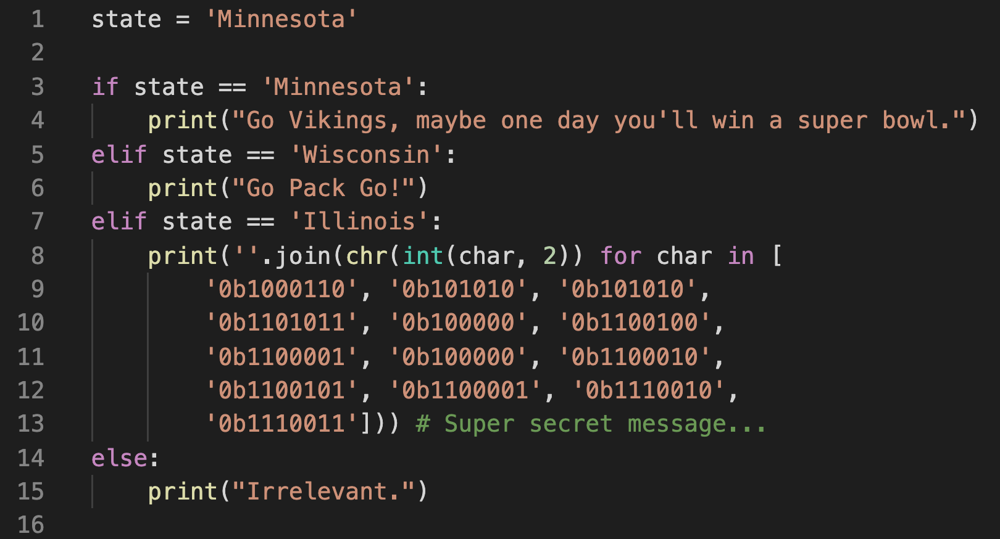 1 state = 'Minnesota'
2
3 if state == 'Minnesota':
4     print("Go Vikings, maybe one day you'll win a super bowl.")
5 elif state == 'Wisconsin':
6     print("Go Pack Go!")
7 elif state == 'Illinois':
8     print(''.join(chr(int(char, 2)) for char in [
9         '0b1000110', '0b101010', '0b101010',
10         '0b1101011', '0b100000', '0b1100100',
11         '0b1100001', '0b100000', '0b1100010',
12         '0b1100101', '0b1100001', '0b1110010',
13         '0b1110011'])) # Super secret message...
14 else:
15     print("Irrelevant.")
16